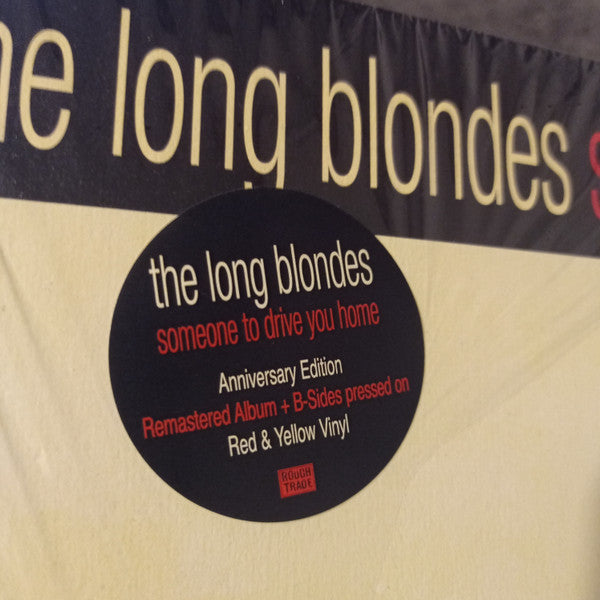 he long blondes s
the long blondes
someone to drive you home
Anniversary Edition
Remastered Album + B-Sides pressed on
Red & Yellow Vinyl
ROUGH
TRADE